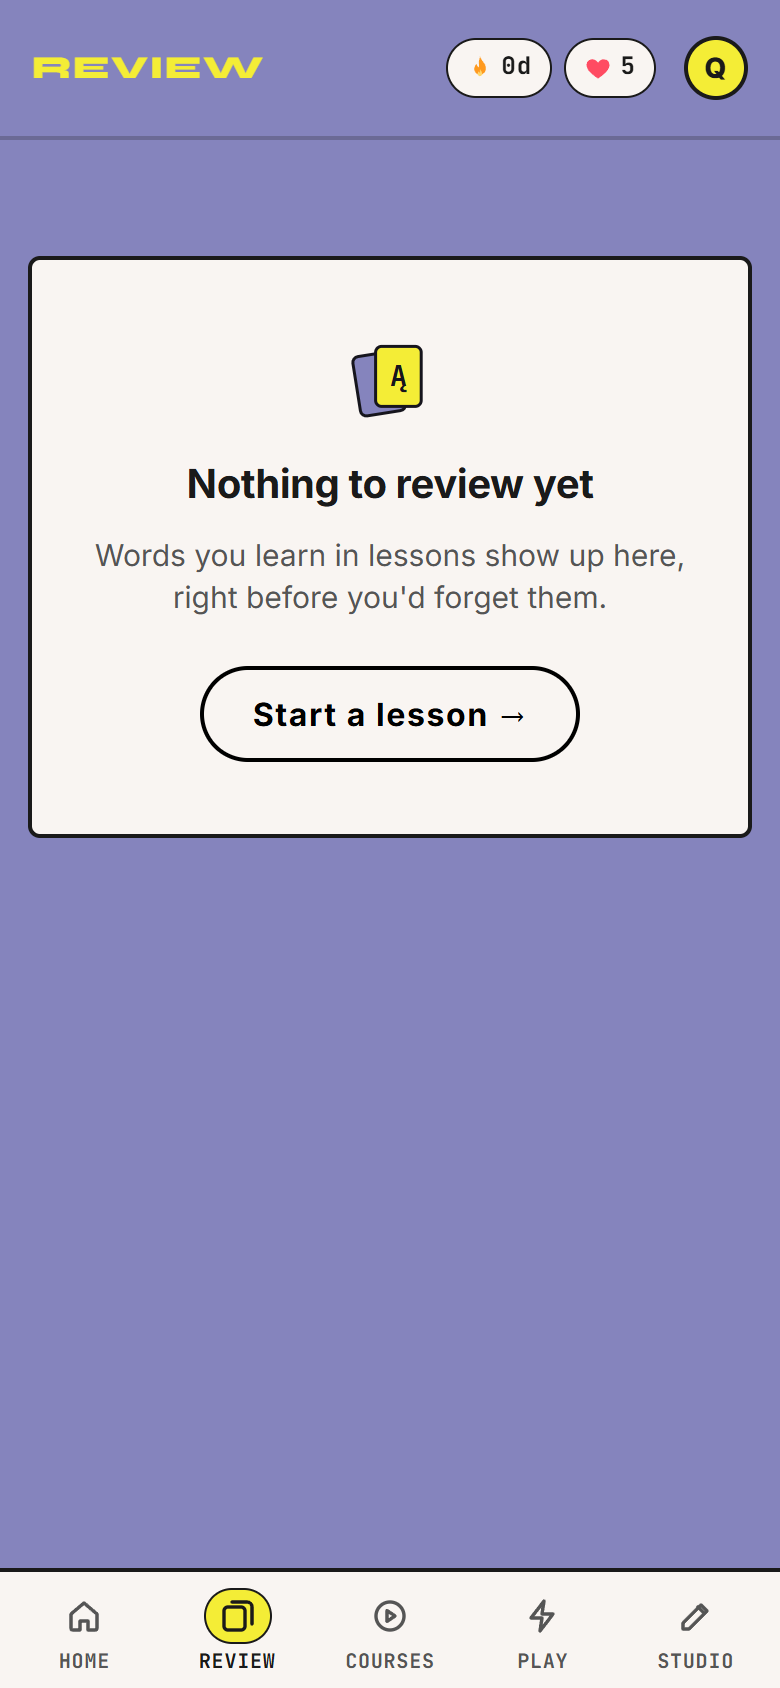 REVIEW
0d
5
Q
Ą
Nothing to review yet
Words you learn in lessons show up here,
right before you'd forget them.
Start a lesson →
HOME
REVIEW
COURSES
PLAY
STUDIO